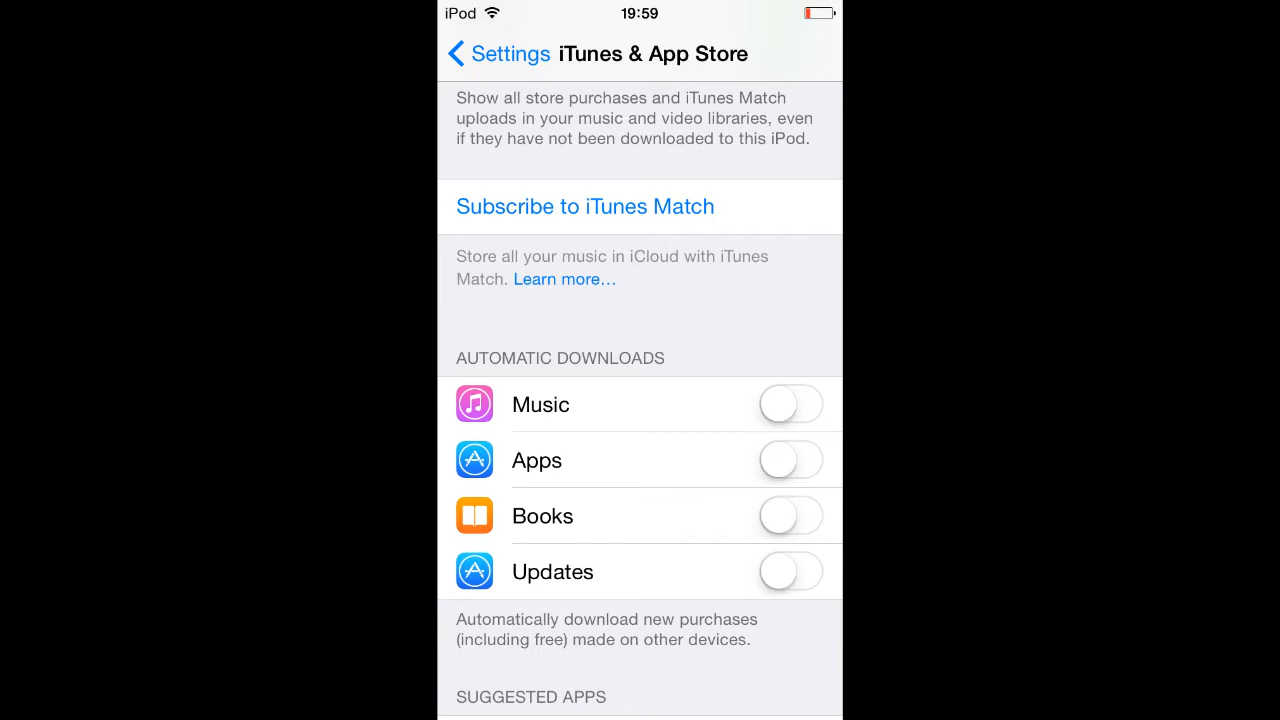 iPod 19:59
Settings iTunes & App Store
Show all store purchases and iTunes Match
uploads in your music and video libraries, even
if they have not been downloaded to this iPod.
Subscribe to iTunes Match
Store all your music in iCloud with iTunes
Match. Learn more…
AUTOMATIC DOWNLOADS
Music
Apps
Books
Updates
Automatically download new purchases
(including free) made on other devices.
SUGGESTED APPS